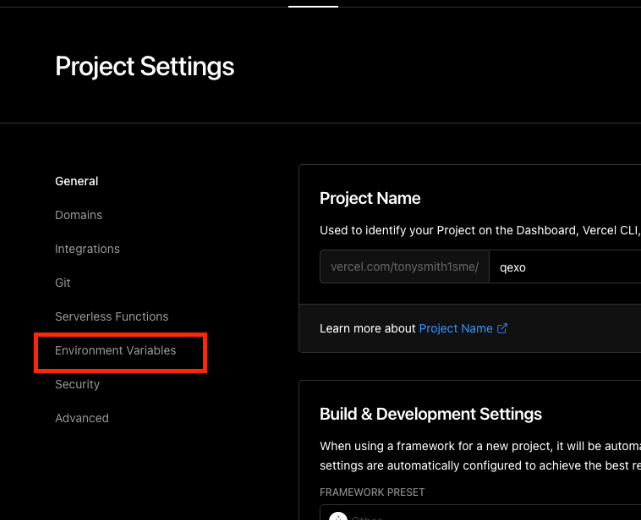 Project Settings
General
Domains
Integrations
Git
Serverless Functions
Environment Variables
Security
Advanced
Project Name
Used to identify your Project on the Dashboard, Vercel CLI,
vercel.com/tonysmith1sme/ qexo
Learn more about Project Name
Build & Development Settings
When using a framework for a new project, it will be automa
settings are automatically configured to achieve the best re
FRAMEWORK PRESET
Other